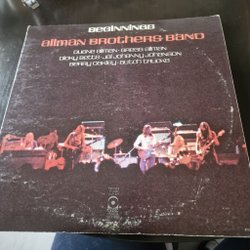 Beginnings
allman Brothers Band
Duane allman · Gregg allman
Dicky Betts · Jai Johanny Johanson
Berry Oakley · Butch Trucks